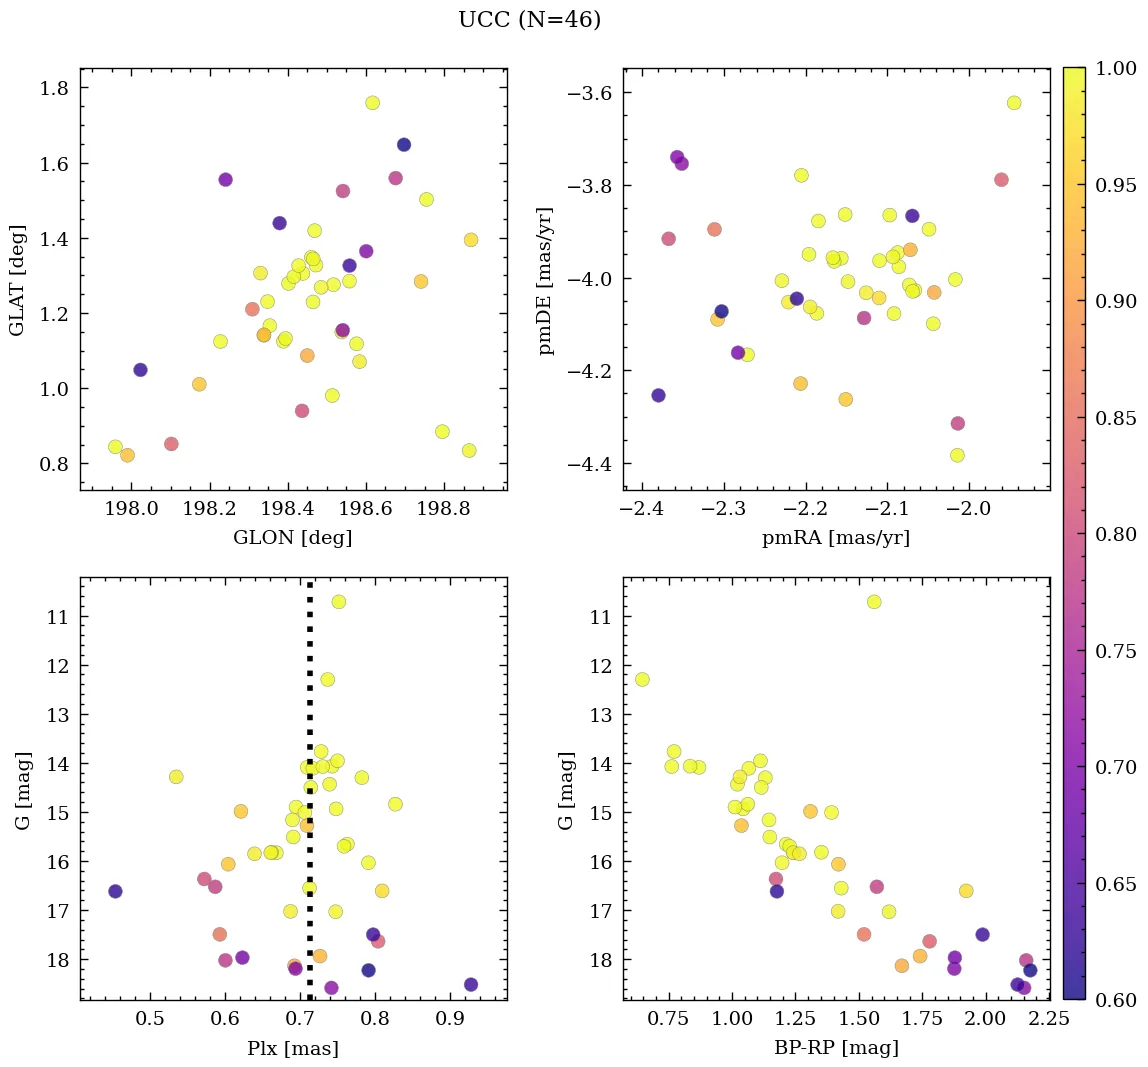 UCC (N=46)
1.8
1.6
1.4
1.2
1.0
0.8
GLAT [deg]
198.0 198.2 198.4 198.6 198.8
GLON [deg]
−3.6
−3.8
−4.0
−4.2
−4.4
pmDE [mas/yr]
−2.4 −2.3 −2.2 −2.1 −2.0
pmRA [mas/yr]
11
12
13
14
15
16
17
18
G [mag]
0.5 0.6 0.7 0.8 0.9
Plx [mas]
11
12
13
14
15
16
17
18
G [mag]
0.75 1.00 1.25 1.50 1.75 2.00 2.25
BP-RP [mag]
1.00
0.95
0.90
0.85
0.80
0.75
0.70
0.65
0.60